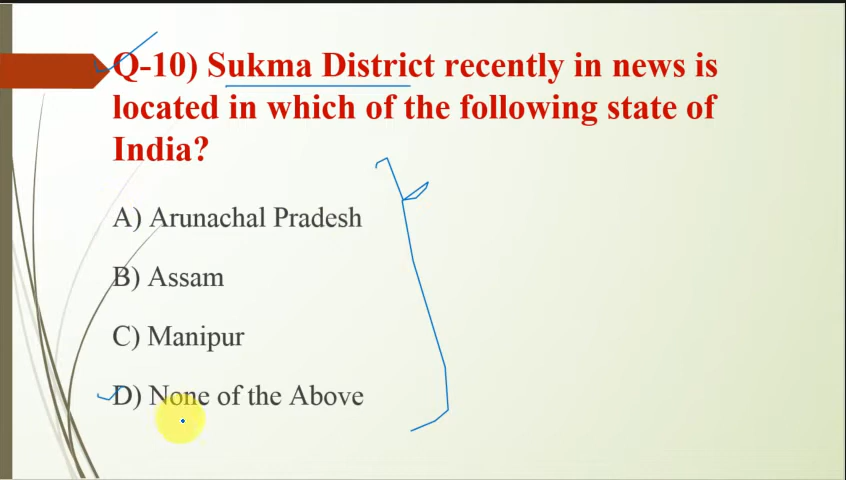 Q-10) Sukma District recently in news is
located in which of the following state of
India?
A) Arunachal Pradesh
B) Assam
C) Manipur
D) None of the Above